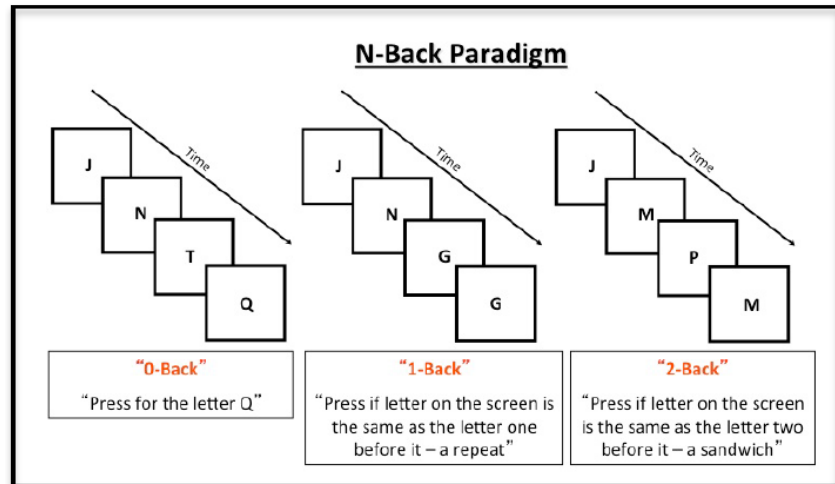 N-Back Paradigm
Time
J
N
T
Q
Time
J
N
G
G
Time
J
M
P
M
“0-Back”
“Press for the letter Q”
“1-Back”
“Press if letter on the screen is
the same as the letter one
before it – a repeat”
“2-Back”
“Press if letter on the screen
is the same as the letter two
before it – a sandwich”